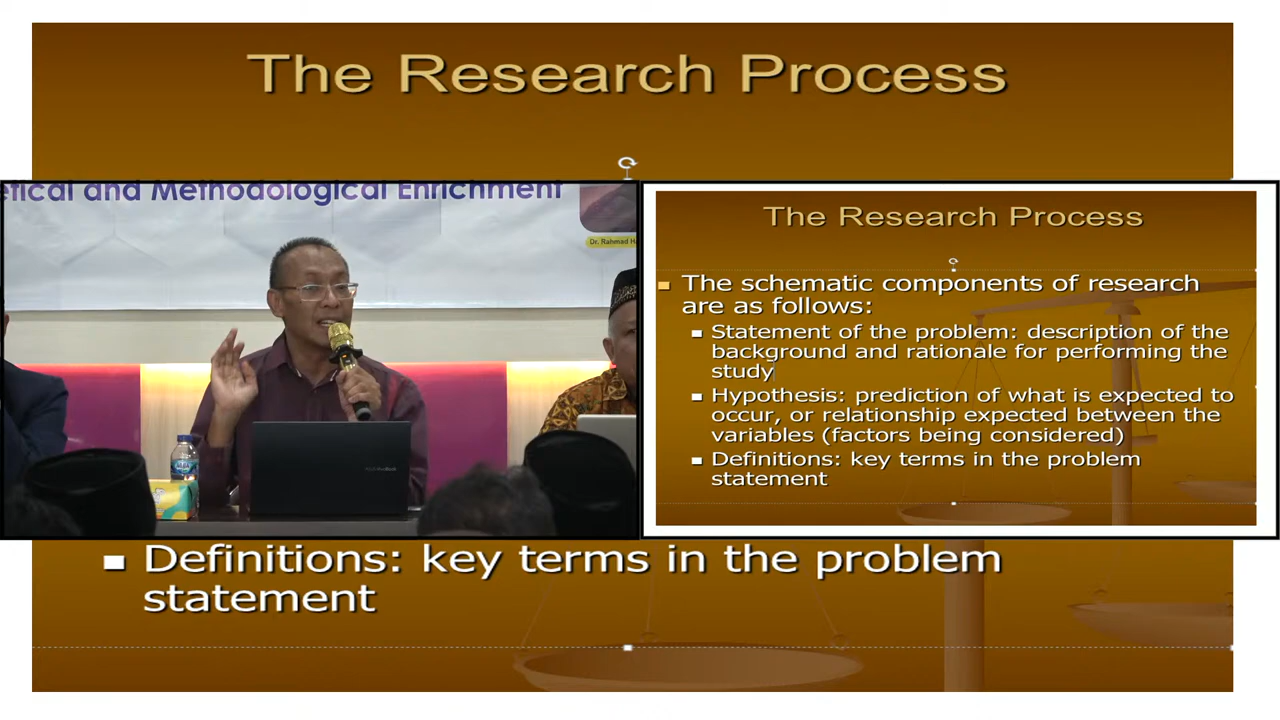 The Research Process
etical and Methodological Enrichment
Dr. Rahmad Ha
The Research Process
The schematic components of research
are as follows:
Statement of the problem: description of the
background and rationale for performing the
study
Hypothesis: prediction of what is expected to
occur, or relationship expected between the
variables (factors being considered)
Definitions: key terms in the problem
statement
Definitions: key terms in the problem
statement